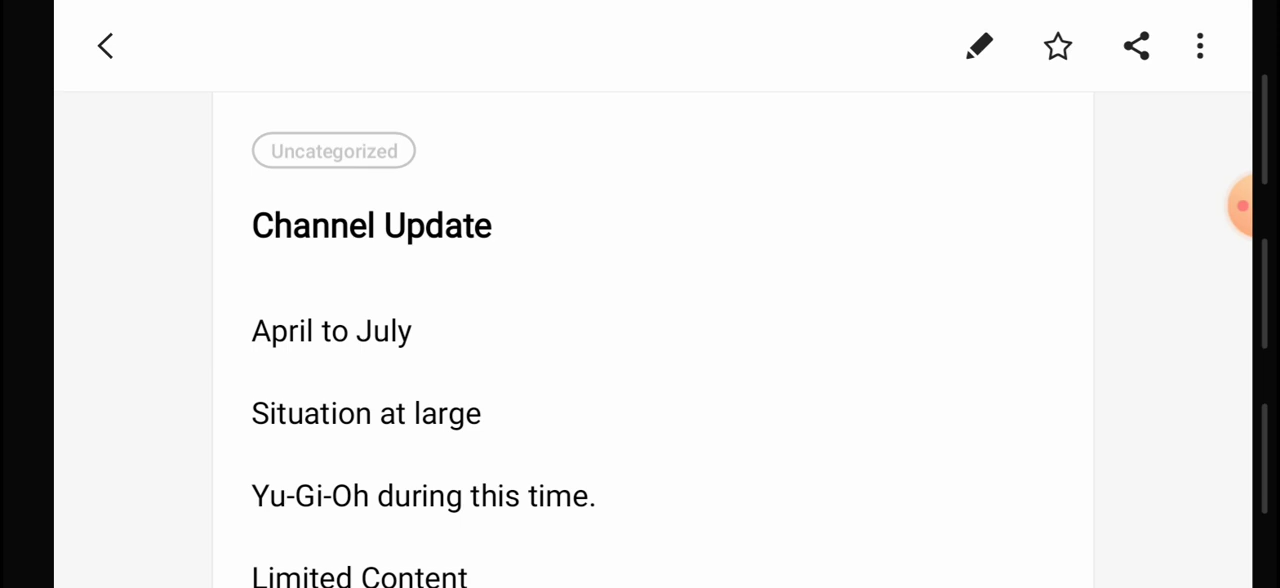 Uncategorized
Channel Update
April to July
Situation at large
Yu-Gi-Oh during this time.
Limited Content